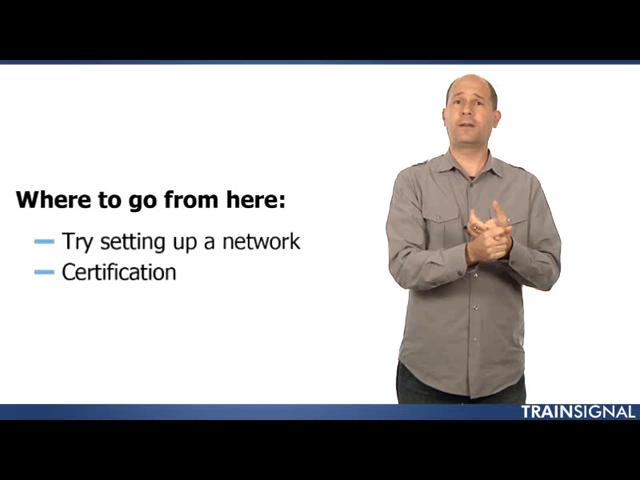 Where to go from here:
Try setting up a network
Certification
TRAINSIGNAL